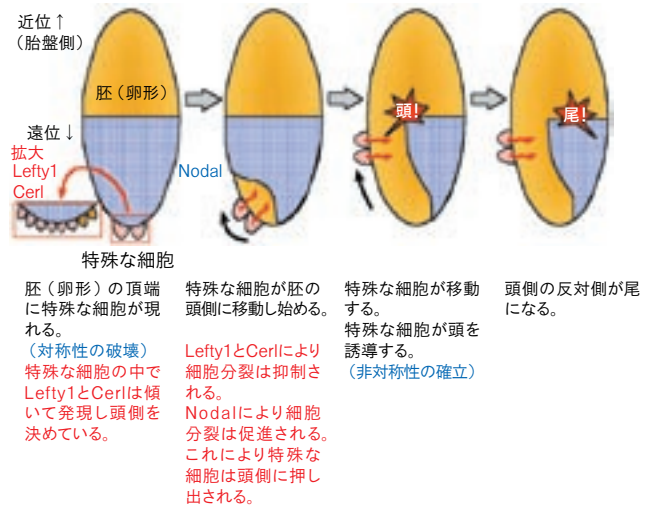 近位↑
（胎盤側）
胚（卵形）
遠位↓
拡大
Lefty1
Cerl
特殊な細胞
Nodal
頭!
尾!
胚（卵形）の頂端
に特殊な細胞が現
れる。
（対称性の破壊）
特殊な細胞の中で
Lefty1とCerlは傾
いて発現し頭側を
決めている。
特殊な細胞が胚の
頭側に移動し始める。
Lefty1とCerlにより
細胞分裂は抑制さ
れる。
Nodalにより細胞
分裂は促進される。
これにより特殊な
細胞は頭側に押し
出される。
特殊な細胞が移動
する。
特殊な細胞が頭を
誘導する。
（非対称性の確立）
頭側の反対側が尾
になる。